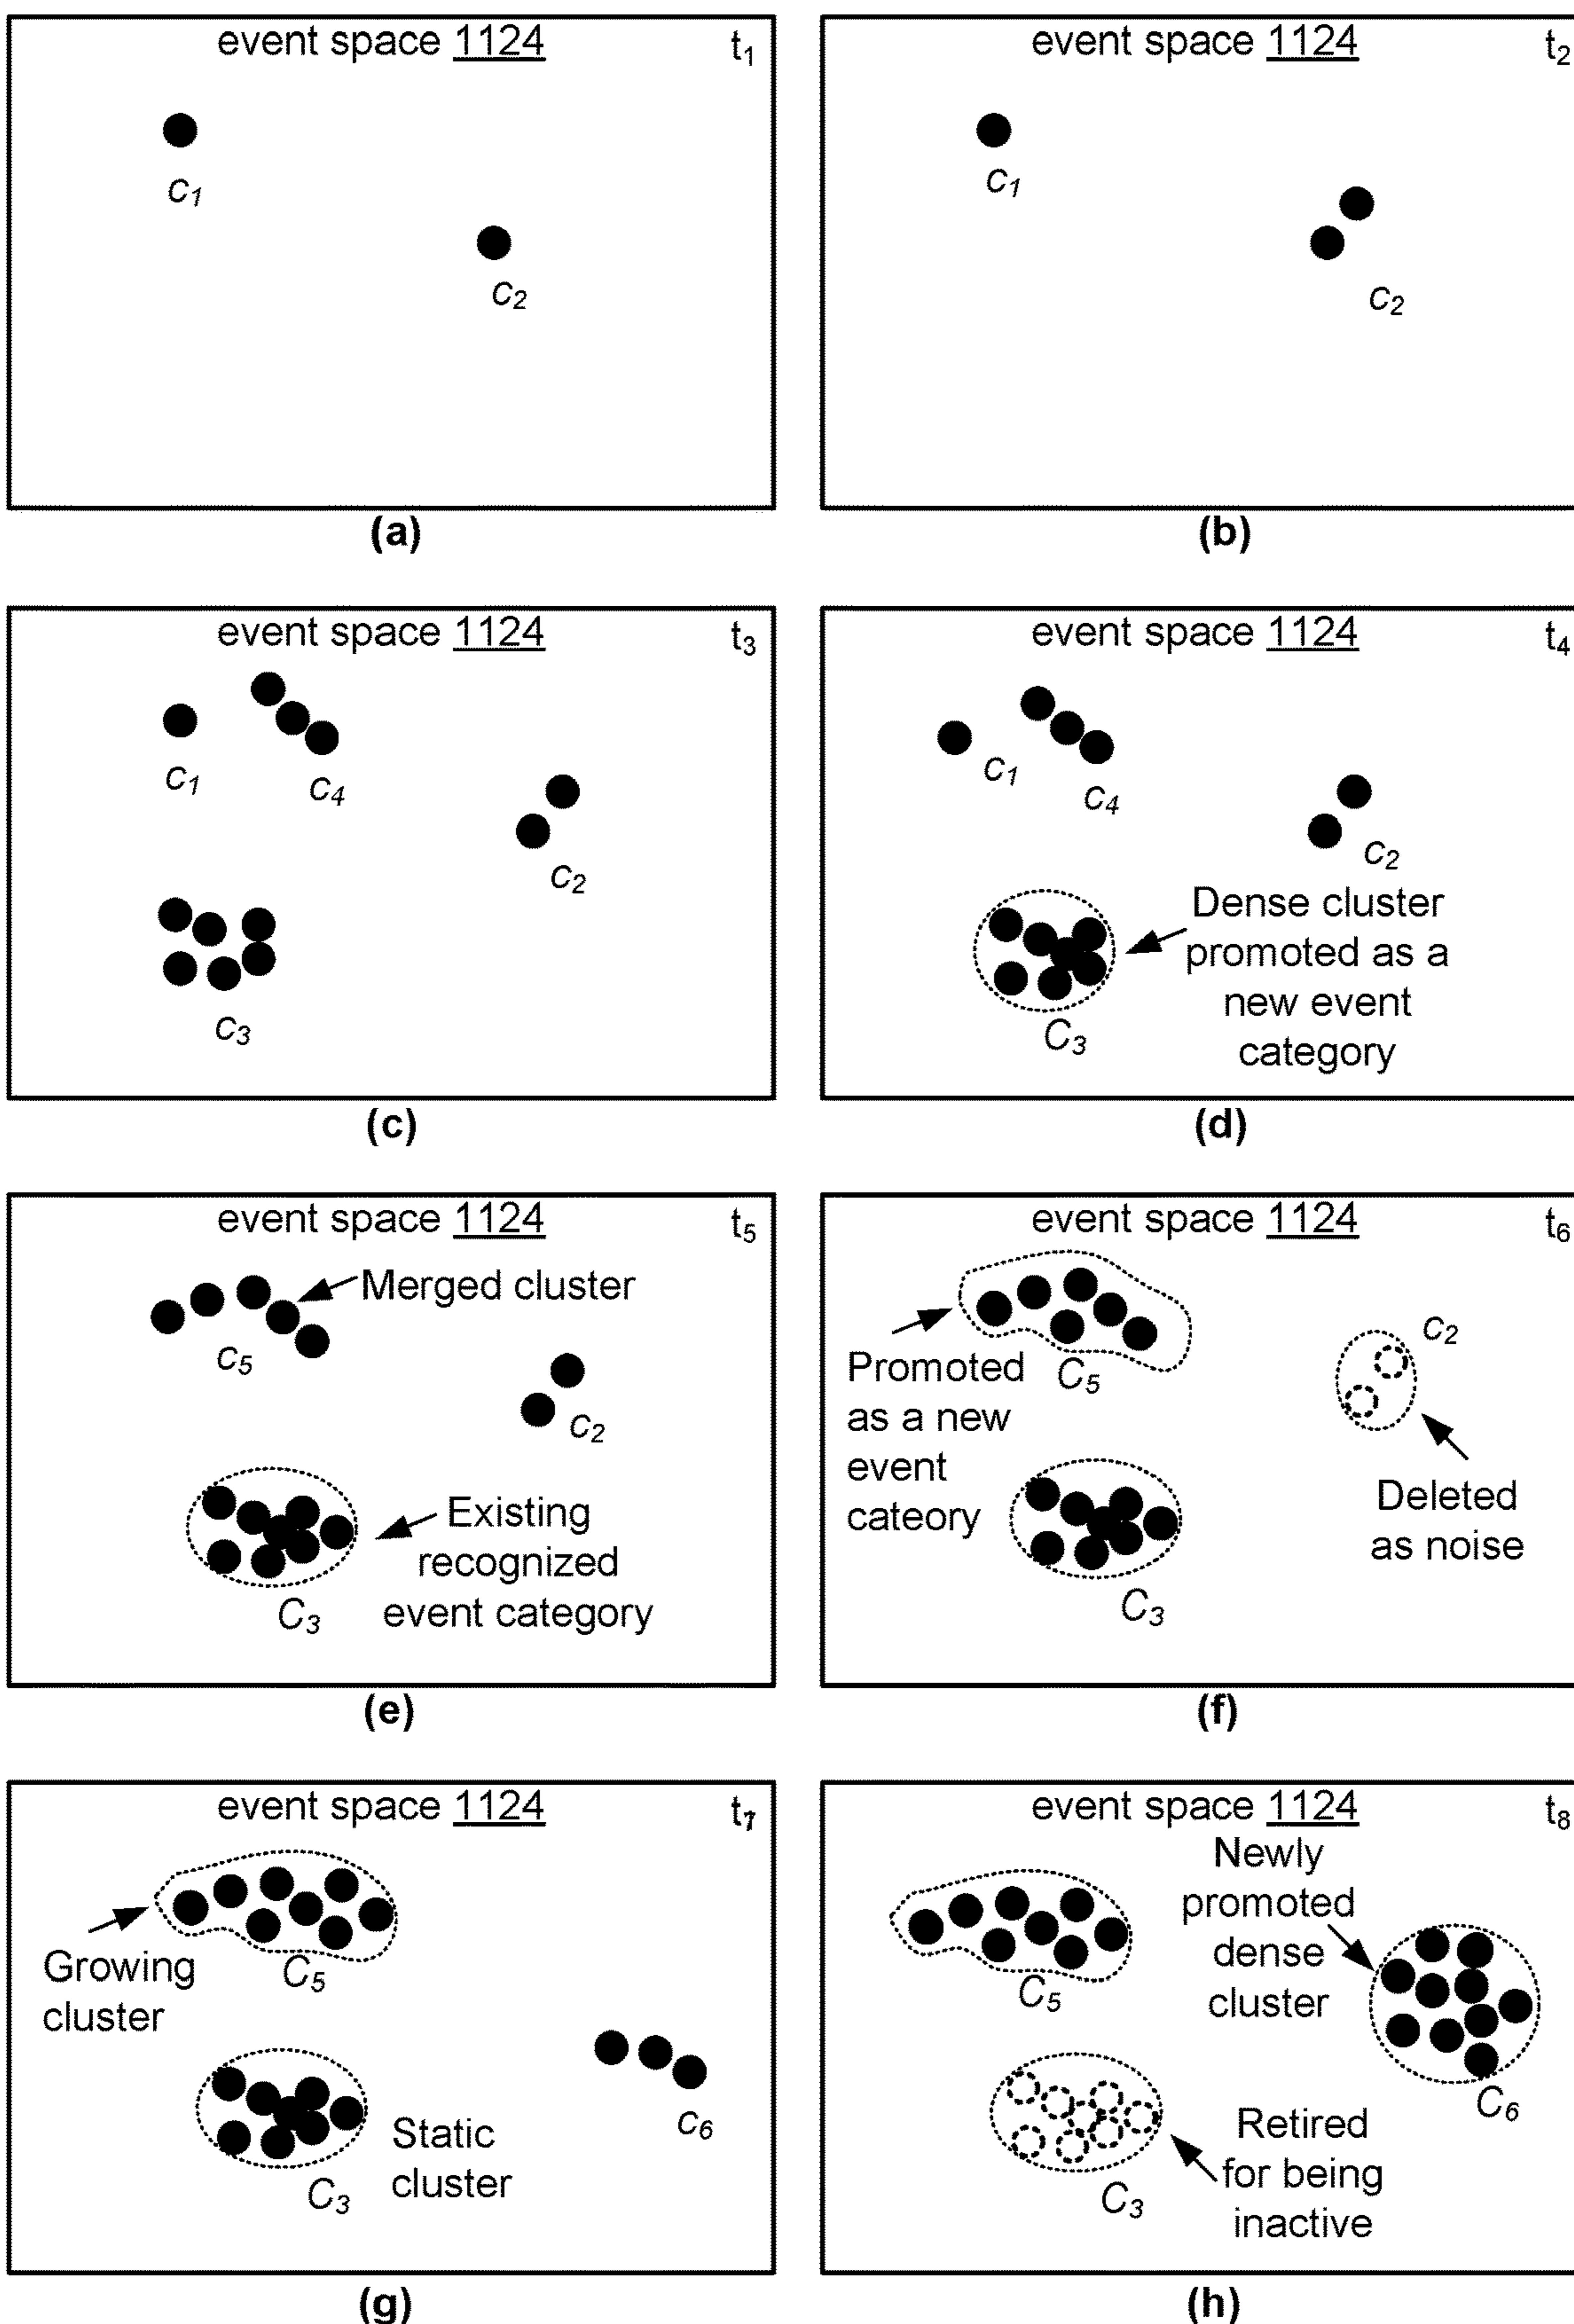 event space 1124 t1
c1
c2
(a)
event space 1124 t2
c1
c2
(b)
event space 1124 t3
c1
c4
c2
c3
(c)
event space 1124 t4
c1
c4
c2
Dense cluster
promoted as a
new event
category
C3
(d)
event space 1124 t5
Merged cluster
c5
c2
Existing
recognized
event category
C3
(e)
event space 1124 t6
c2
Promoted
as a new
event
cateory
C5
Deleted
as noise
C3
(f)
event space 1124 t7
Growing
cluster
C5
c6
Static
cluster
C3
(g)
event space 1124 t8
Newly
promoted
dense
cluster
C5
C6
Retired
for being
inactive
C3
(h)